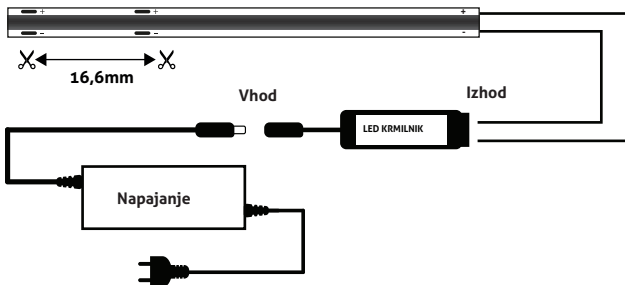 + + +
- - -
16,6mm
Vhod
Izhod
LED KRMILNIK
Napajanje